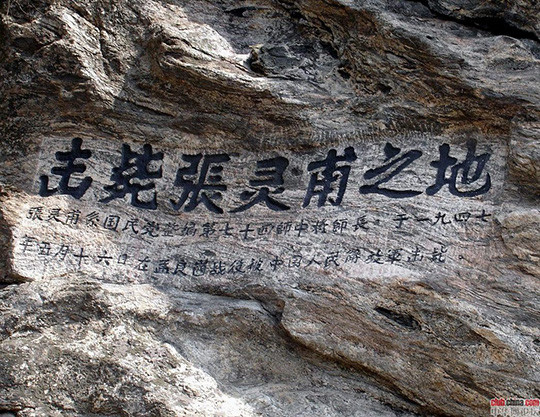 击毙張灵甫之地
張灵甫系国民党整编第七十四師中将師長，于一九四七
年五月十六日在孟良崮战役被中国人民解放军击毙。